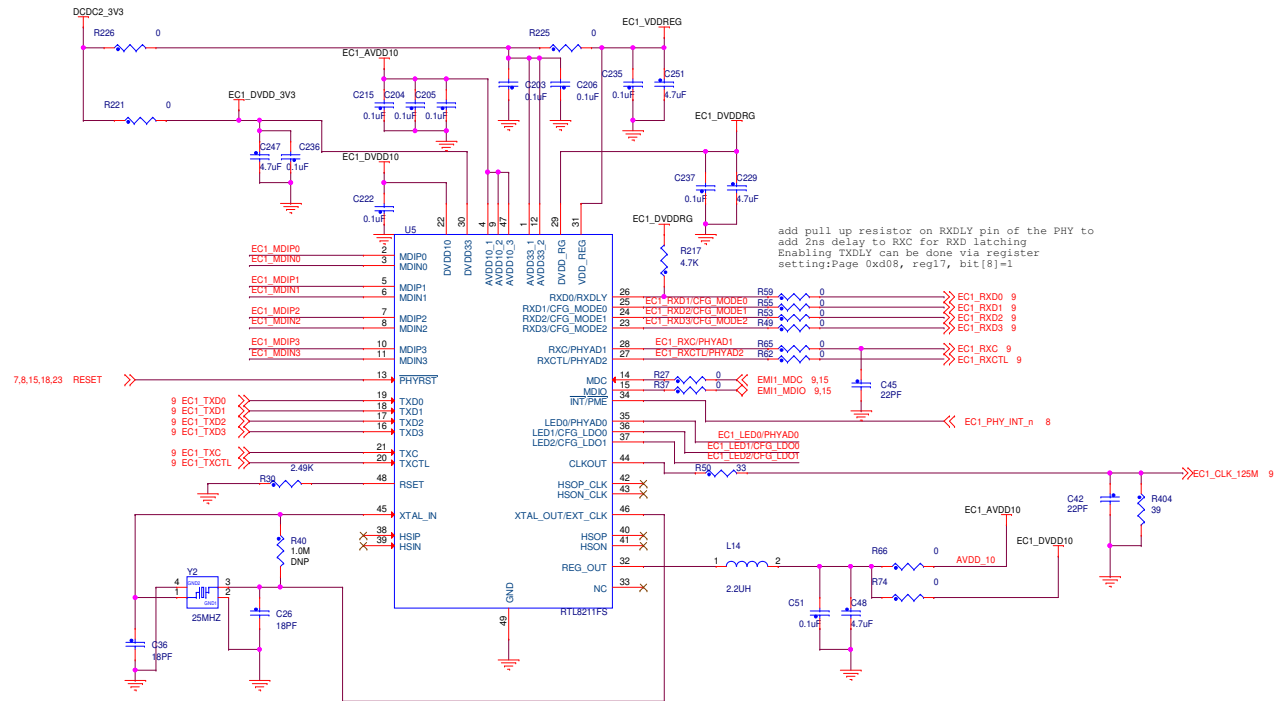 DCDC2_3V3
R226 0
R225 0
EC1_VDDREG
EC1_AVDD10
C215 0.1uF
C204 0.1uF
C205 0.1uF
C203 0.1uF
C206 0.1uF
C235 0.1uF
C251 4.7uF
R221 0
EC1_DVDD_3V3
EC1_DVDDRG
C247 4.7uF
C236 0.1uF
EC1_DVDD10
C222 0.1uF
C237 0.1uF
C229 4.7uF
EC1_DVDDRG
R217
4.7K
add pull up resistor on RXDLY pin of the PHY to
add 2ns delay to RXC for RXD latching
Enabling TXDLY can be done via register
setting:Page 0xd08, reg17, bit[8]=1
U5
22 DVDD10
30 DVDD33
4 AVDD10_1
9 AVDD10_2
47 AVDD10_3
1 AVDD33_1
12 AVDD33_2
29 DVDD_RG
31 VDD_REG
EC1_MDIP0 2 MDIP0
EC1_MDIN0 3 MDIN0
EC1_MDIP1 5 MDIP1
EC1_MDIN1 6 MDIN1
EC1_MDIP2 7 MDIP2
EC1_MDIN2 8 MDIN2
EC1_MDIP3 10 MDIP3
EC1_MDIN3 11 MDIN3
7,8,15,18,23 RESET 13 PHYRST
9 EC1_TXD0 19 TXD0
9 EC1_TXD1 18 TXD1
9 EC1_TXD2 17 TXD2
9 EC1_TXD3 16 TXD3
9 EC1_TXC 21 TXC
9 EC1_TXCTL 20 TXCTL
R30 2.49K 48 RSET
45 XTAL_IN
38 HSIP
39 HSIN
RXD0/RXDLY 26 R59 0 EC1_RXD0 9
RXD1/CFG_MODE0 25 EC1_RXD1/CFG_MODE0 R55 0 EC1_RXD1 9
RXD2/CFG_MODE1 24 EC1_RXD2/CFG_MODE1 R53 0 EC1_RXD2 9
RXD3/CFG_MODE2 23 EC1_RXD3/CFG_MODE2 R49 0 EC1_RXD3 9
RXC/PHYAD1 28 EC1_RXC/PHYAD1 R65 0 EC1_RXC 9
RXCTL/PHYAD2 27 EC1_RXCTL/PHYAD2 R62 0 EC1_RXCTL 9
C45
22PF
MDC 14 R27 0 EMI1_MDC 9,15
MDIO 15 R37 0 EMI1_MDIO 9,15
INT/PME 34 EC1_PHY_INT_n 8
LED0/PHYAD0 35 EC1_LED0/PHYAD0
LED1/CFG_LDO0 36 EC1_LED1/CFG_LDO0
LED2/CFG_LDO1 37 EC1_LED2/CFG_LDO1
CLKOUT 44 R50 33 EC1_CLK_125M 9
HSOP_CLK 42
HSON_CLK 43
XTAL_OUT/EXT_CLK 46
HSOP 40
HSON 41
REG_OUT 32
NC 33
GND 49
RTL8211FS
C42
22PF
R404
39
EC1_AVDD10
EC1_DVDD10
L14
1 2
2.2UH
R66 0 AVDD_10
R74 0
C51
0.1uF
C48
4.7uF
R40
1.0M
DNP
Y2
4 GND2 3
1 GND1 2
25MHZ
C26
18PF
C36
18PF